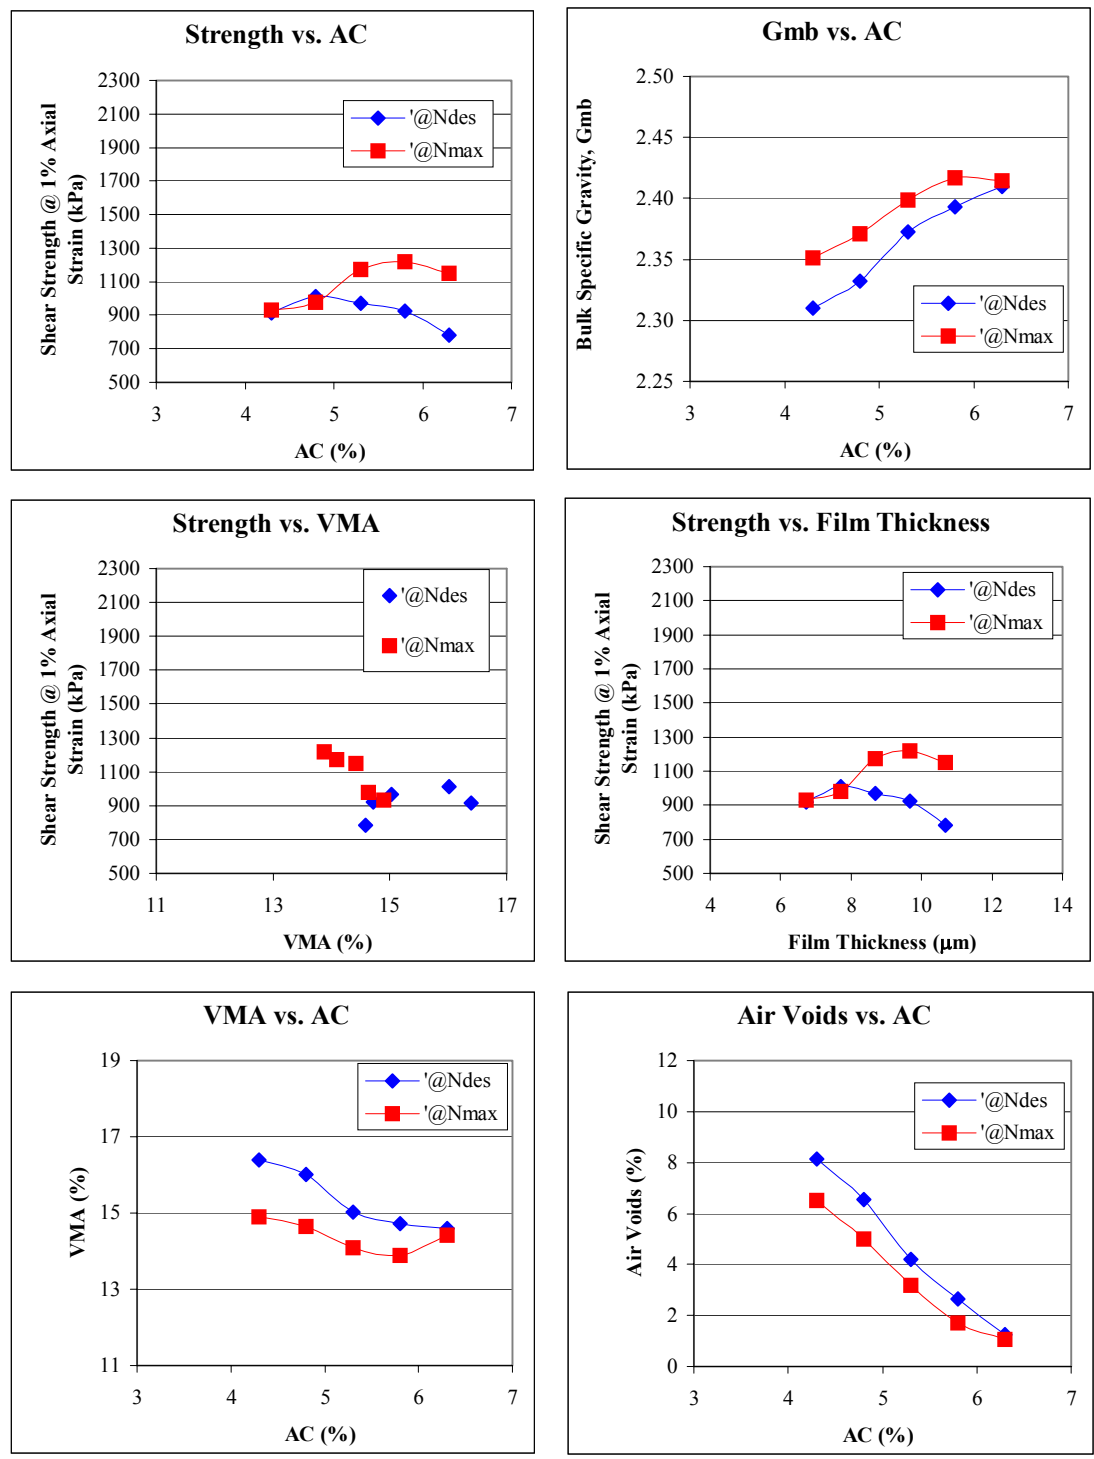 Strength vs. AC
Shear Strength @ 1% Axial
Strain (kPa)
2300
2100
1900
1700
1500
1300
1100
900
700
500
3 4 5 6 7
AC (%)
'@Ndes
'@Nmax
Gmb vs. AC
Bulk Specific Gravity, Gmb
2.50
2.45
2.40
2.35
2.30
2.25
3 4 5 6 7
AC (%)
'@Ndes
'@Nmax
Strength vs. VMA
Shear Strength @ 1% Axial
Strain (kPa)
2300
2100
1900
1700
1500
1300
1100
900
700
500
11 13 15 17
VMA (%)
'@Ndes
'@Nmax
Strength vs. Film Thickness
Shear Strength @ 1% Axial
Strain (kPa)
2300
2100
1900
1700
1500
1300
1100
900
700
500
4 6 8 10 12 14
Film Thickness (μm)
'@Ndes
'@Nmax
VMA vs. AC
VMA (%)
19
17
15
13
11
3 4 5 6 7
AC (%)
'@Ndes
'@Nmax
Air Voids vs. AC
Air Voids (%)
12
10
8
6
4
2
0
3 4 5 6 7
AC (%)
'@Ndes
'@Nmax